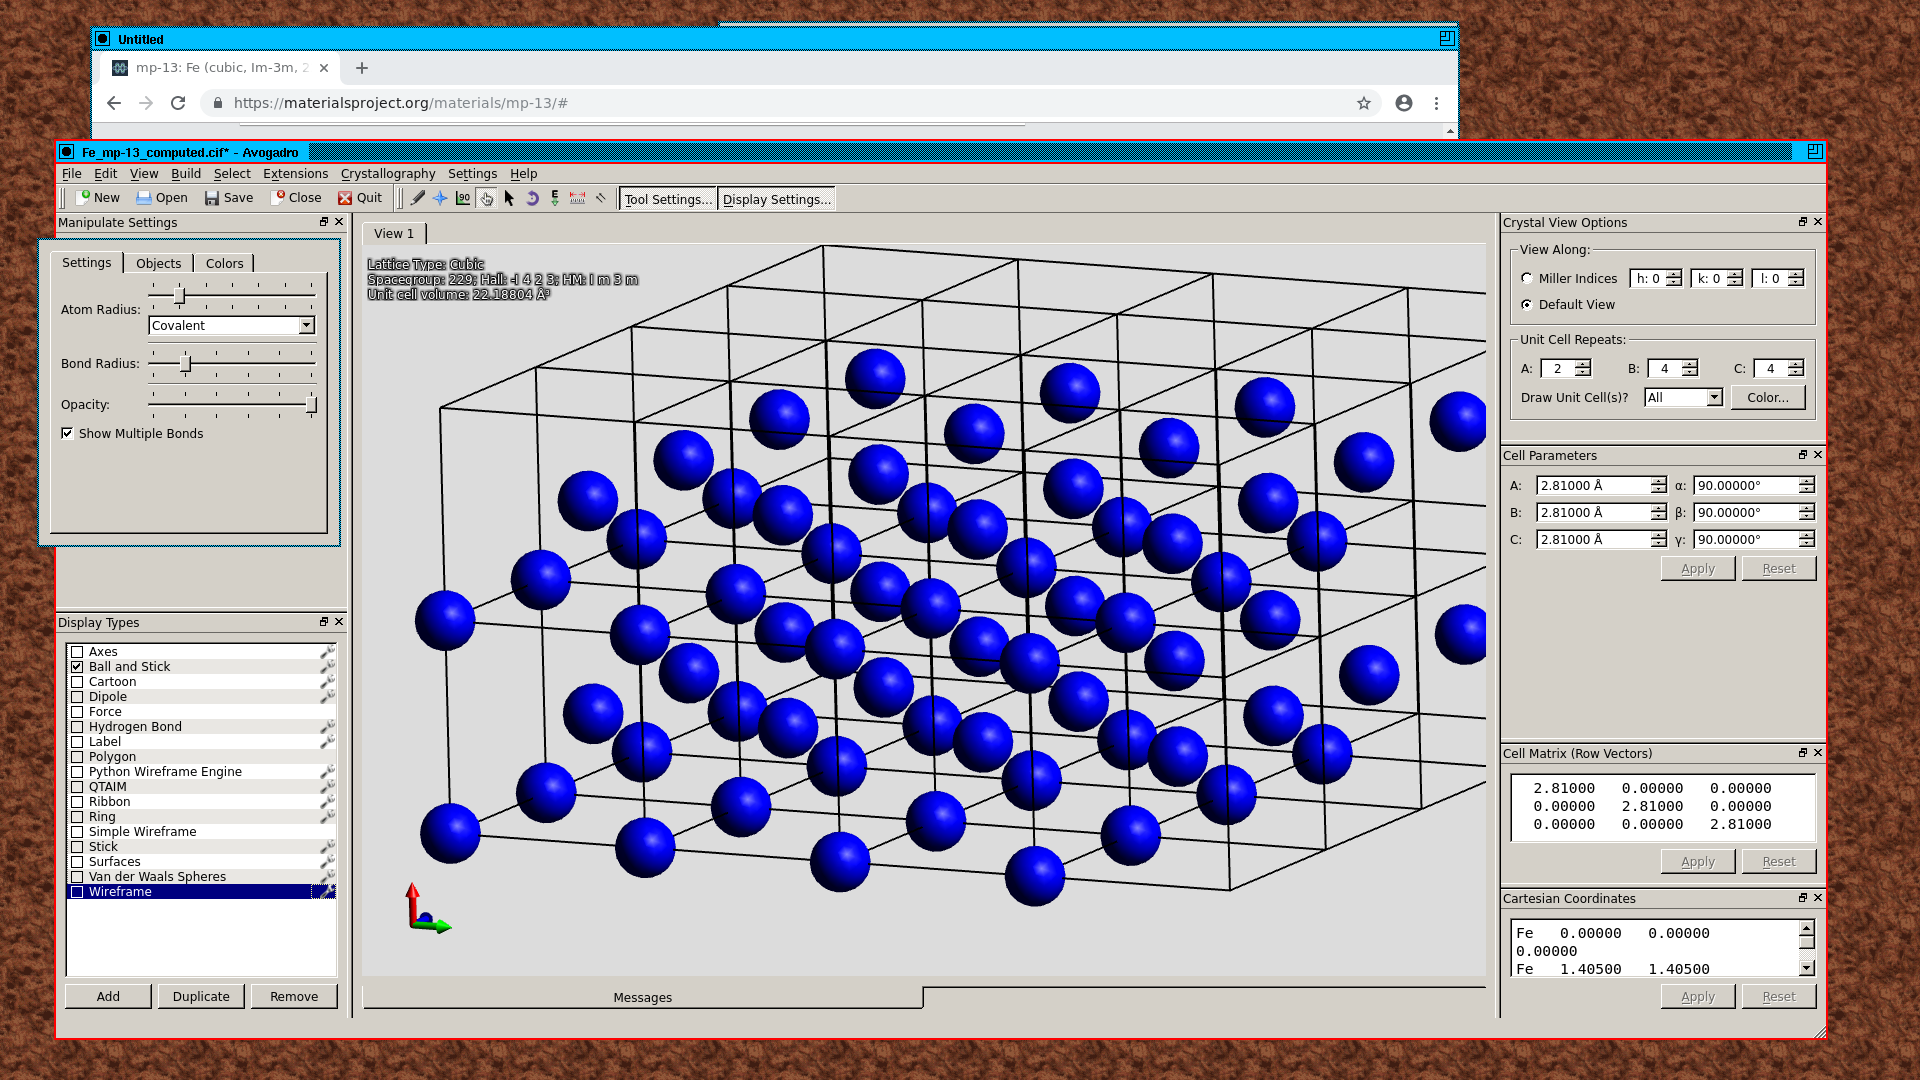 Untitled
mp-13: Fe (cubic, Im-3m, 2
https://materialsproject.org/materials/mp-13/#
Fe_mp-13_computed.cif* - Avogadro
File Edit View Build Select Extensions Crystallography Settings Help
New Open Save Close Quit 90 E Tool Settings... Display Settings...
Manipulate Settings
Settings Objects Colors
Atom Radius:
Covalent
Bond Radius:
Opacity:
Show Multiple Bonds
Display Types
Axes
Ball and Stick
Cartoon
Dipole
Force
Hydrogen Bond
Label
Polygon
Python Wireframe Engine
QTAIM
Ribbon
Ring
Simple Wireframe
Stick
Surfaces
Van der Waals Spheres
Wireframe
Add Duplicate Remove
View 1
Lattice Type: Cubic
Spacegroup: 229; Hall: -I 4 2 3; HM: I m 3 m
Unit cell volume: 22.18804 Å³
Messages
Crystal View Options
View Along:
Miller Indices h: 0 k: 0 l: 0
Default View
Unit Cell Repeats:
A: 2 B: 4 C: 4
Draw Unit Cell(s)? All Color...
Cell Parameters
A: 2.81000 Å α: 90.00000°
B: 2.81000 Å β: 90.00000°
C: 2.81000 Å γ: 90.00000°
Apply Reset
Cell Matrix (Row Vectors)
2.81000 0.00000 0.00000
0.00000 2.81000 0.00000
0.00000 0.00000 2.81000
Apply Reset
Cartesian Coordinates
Fe 0.00000 0.00000
0.00000
Fe 1.40500 1.40500
Apply Reset